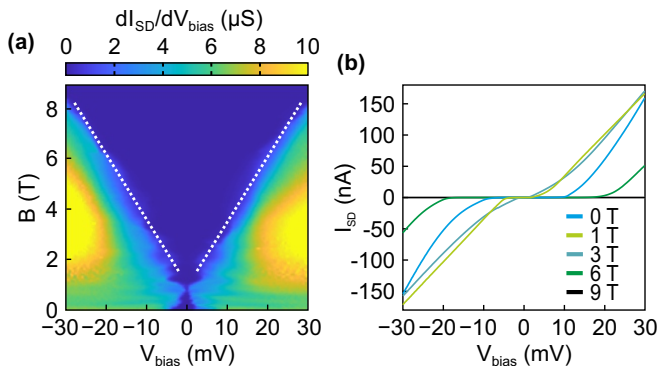 (a)
dI_SD/dV_bias (μS)
0 2 4 6 8 10
B (T)
8
6
4
2
0
−30 −20 −10 0 10 20 30
V_bias (mV)
(b)
I_SD (nA)
150
100
50
0
-50
-100
-150
0 T
1 T
3 T
6 T
9 T
−30 −20 −10 0 10 20 30
V_bias (mV)